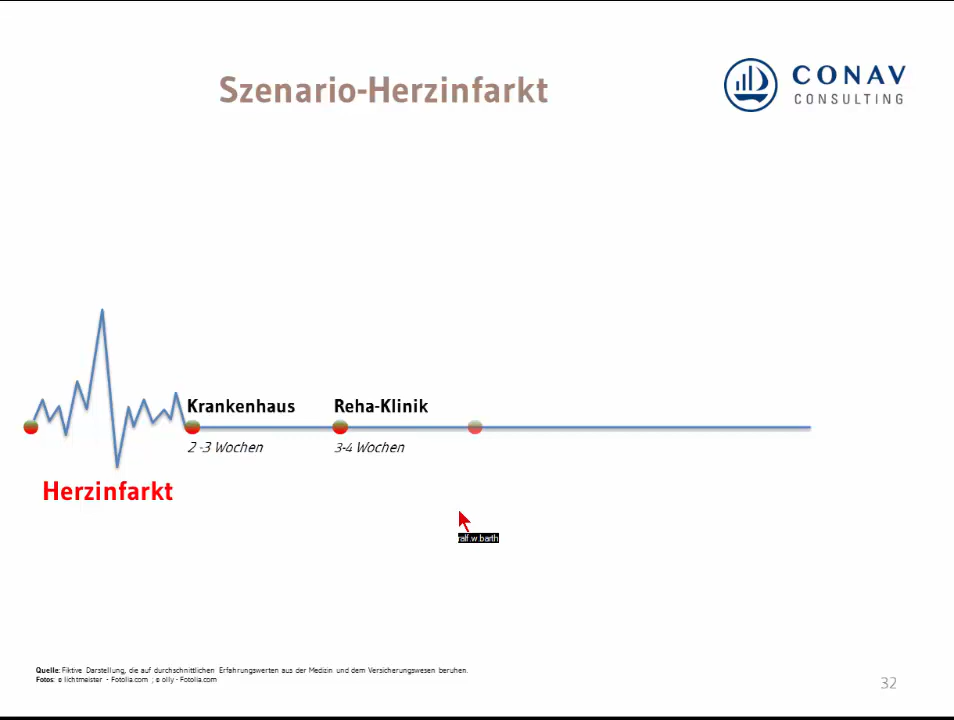 Szenario-Herzinfarkt
CONAV
CONSULTING
Krankenhaus
Reha-Klinik
2 -3 Wochen
3-4 Wochen
Herzinfarkt
ralf.w.barth
Quelle: Fiktive Darstellung, die auf durchschnittlichen Erfahrungswerten aus der Medizin und dem Versicherungswesen beruhen.
Fotos: © lichtmeister - Fotolia.com ; © olly - Fotolia.com
32